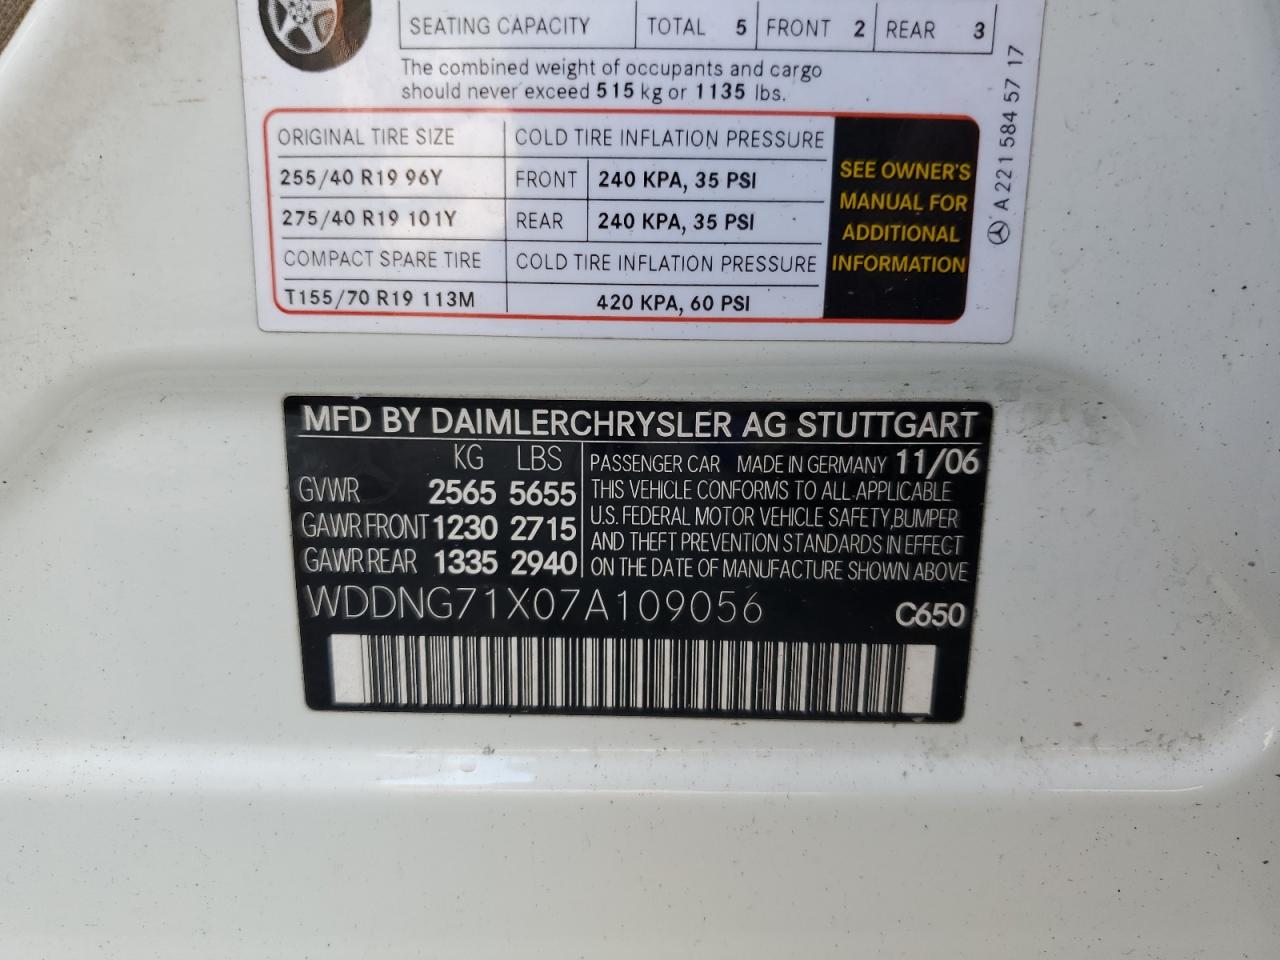 SEATING CAPACITY TOTAL 5 FRONT 2 REAR 3
The combined weight of occupants and cargo
should never exceed 515 kg or 1135 lbs.
ORIGINAL TIRE SIZE COLD TIRE INFLATION PRESSURE
255/40 R19 96Y FRONT 240 KPA, 35 PSI
275/40 R19 101Y REAR 240 KPA, 35 PSI
COMPACT SPARE TIRE COLD TIRE INFLATION PRESSURE
T155/70 R19 113M 420 KPA, 60 PSI
SEE OWNER'S
MANUAL FOR
ADDITIONAL
INFORMATION
A 221 584 57 17
MFD BY DAIMLERCHRYSLER AG STUTTGART
KG LBS
GVWR 2565 5655
GAWR FRONT 1230 2715
GAWR REAR 1335 2940
PASSENGER CAR MADE IN GERMANY 11/06
THIS VEHICLE CONFORMS TO ALL APPLICABLE
U.S. FEDERAL MOTOR VEHICLE SAFETY,BUMPER
AND THEFT PREVENTION STANDARDS IN EFFECT
ON THE DATE OF MANUFACTURE SHOWN ABOVE
WDDNG71X07A109056 C650